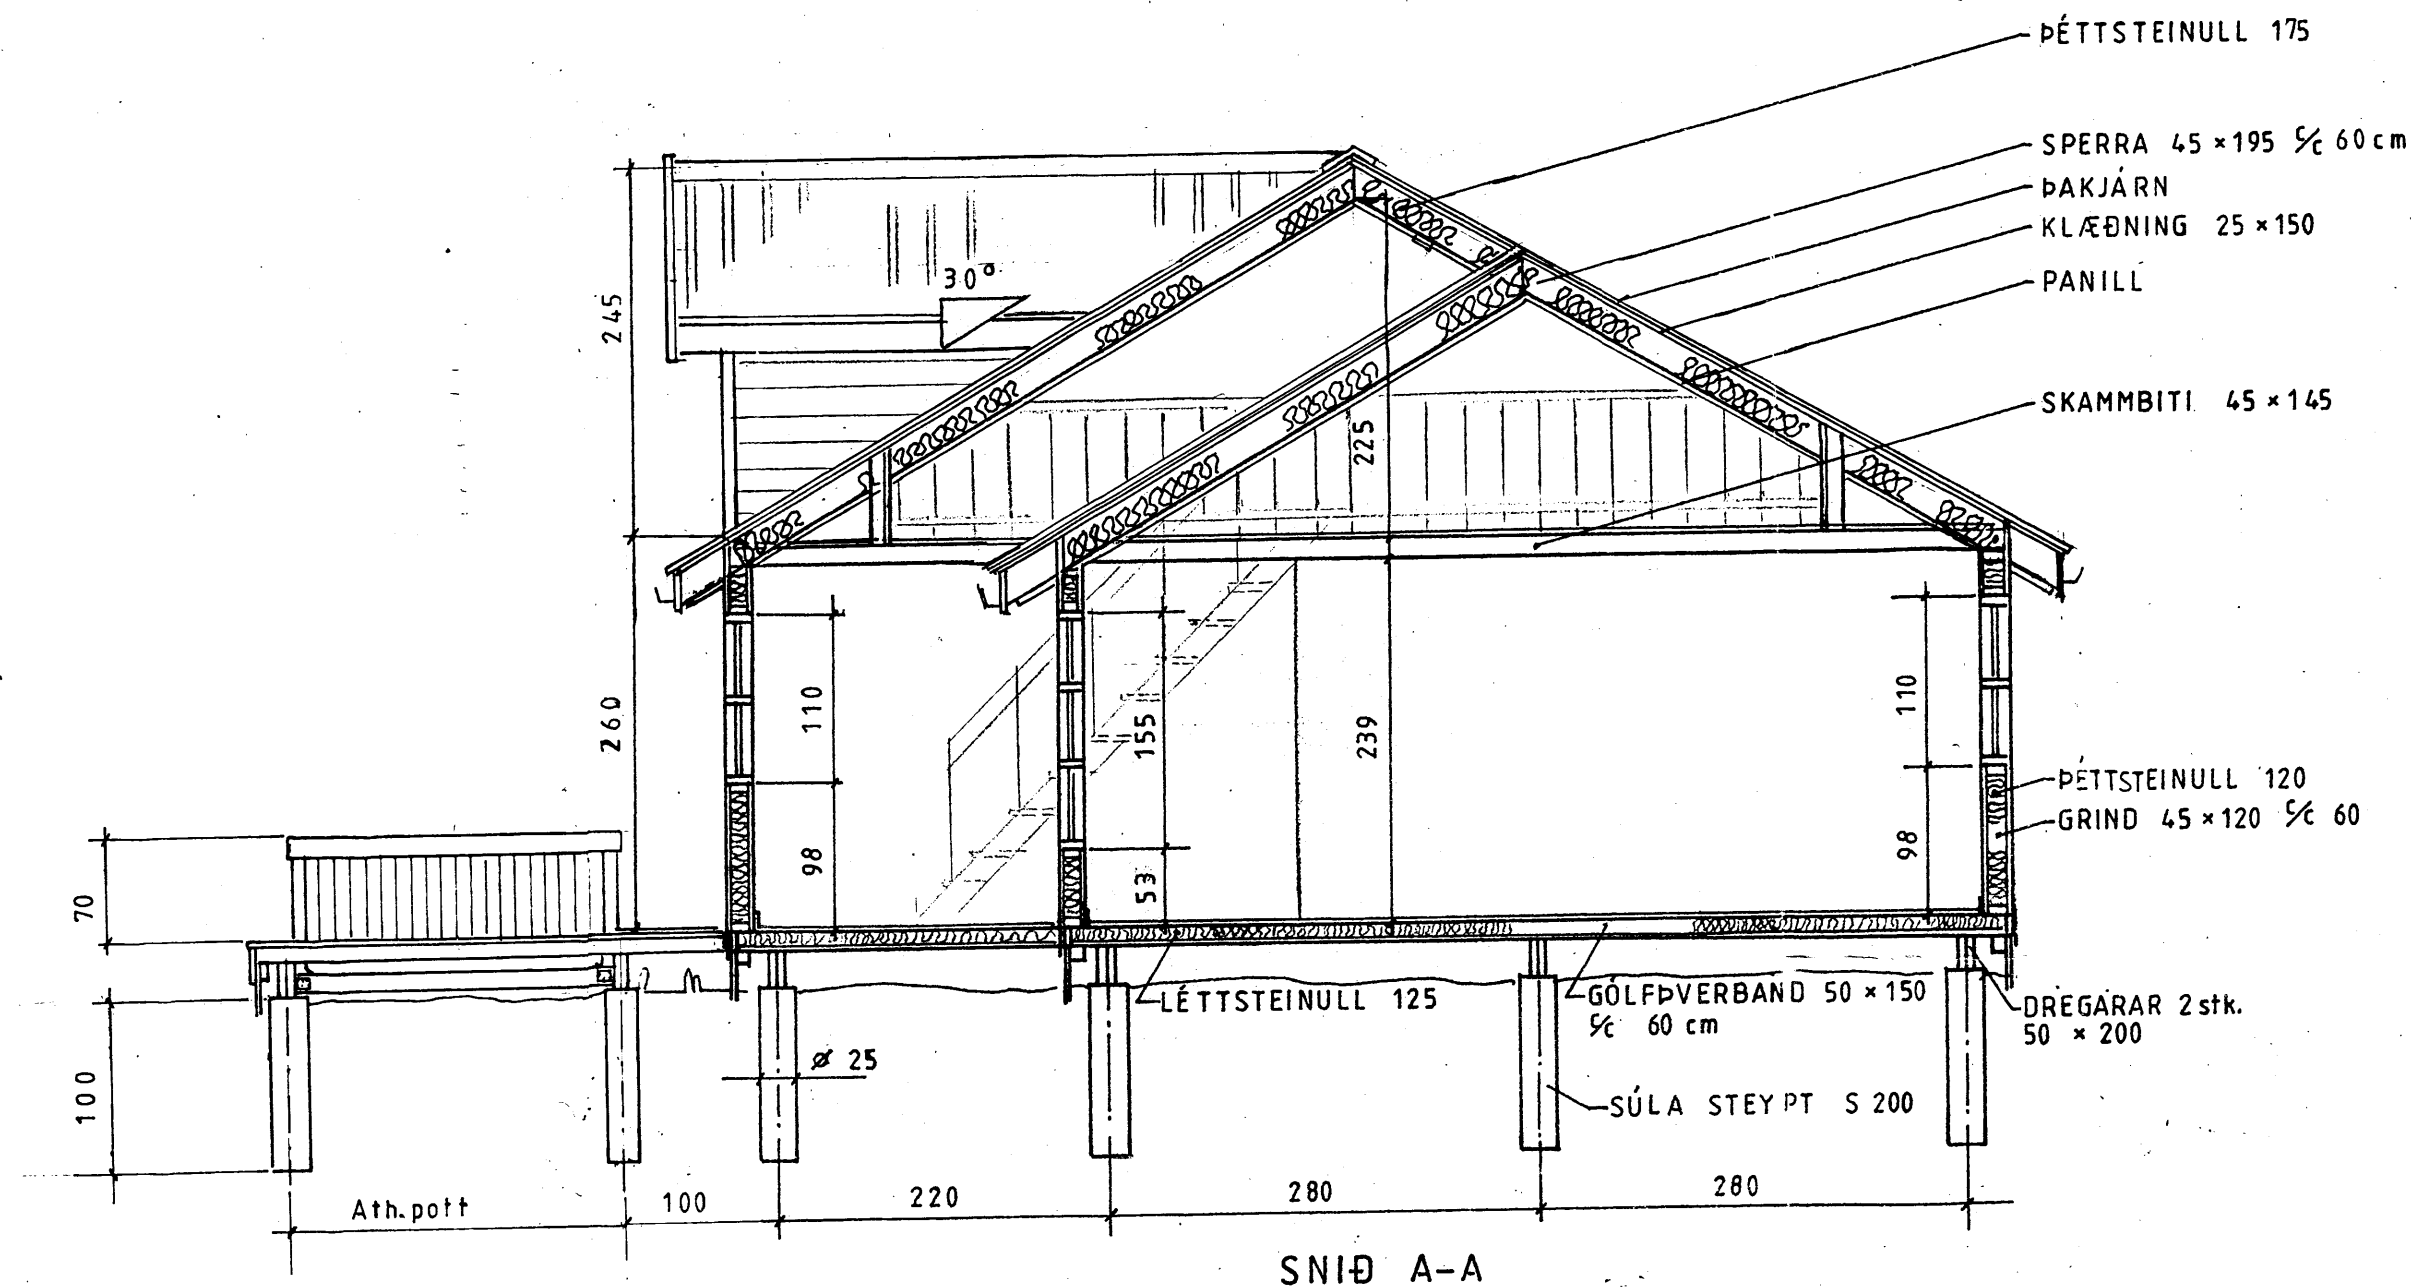 ÞÉTTSTEINULL 175
SPERRA 45 × 195 c/c 60 cm
ÞAKJÁRN
KLÆÐNING 25 × 150
PANILL
SKAMMBITI 45 × 145
30°
245
225
260
110
155
239
110
98
53
98
ÞÉTTSTEINULL 120
GRIND 45 × 120 c/c 60
70
100
LÉTTSTEINULL 125
GÓLFÞVERBAND 50 × 150
c/c 60 cm
DREGARAR 2 stk.
50 × 200
ø 25
SÚLA STEYPT S 200
Ath. pott
100
220
280
280
SNIÐ A-A